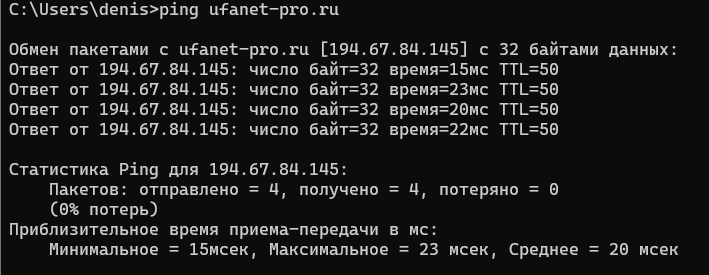 C:\Users\denis>ping ufanet-pro.ru
Обмен пакетами с ufanet-pro.ru [194.67.84.145] с 32 байтами данных:
Ответ от 194.67.84.145: число байт=32 время=15мс TTL=50
Ответ от 194.67.84.145: число байт=32 время=23мс TTL=50
Ответ от 194.67.84.145: число байт=32 время=20мс TTL=50
Ответ от 194.67.84.145: число байт=32 время=22мс TTL=50
Статистика Ping для 194.67.84.145:
    Пакетов: отправлено = 4, получено = 4, потеряно = 0
    (0% потерь)
Приблизительное время приема-передачи в мс:
    Минимальное = 15мсек, Максимальное = 23 мсек, Среднее = 20 мсек